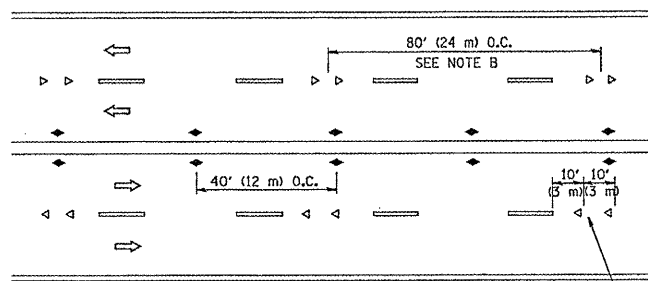 80' (24 m) O.C.
SEE NOTE B
40' (12 m) O.C.
10' 10'
(3 m) (3 m)